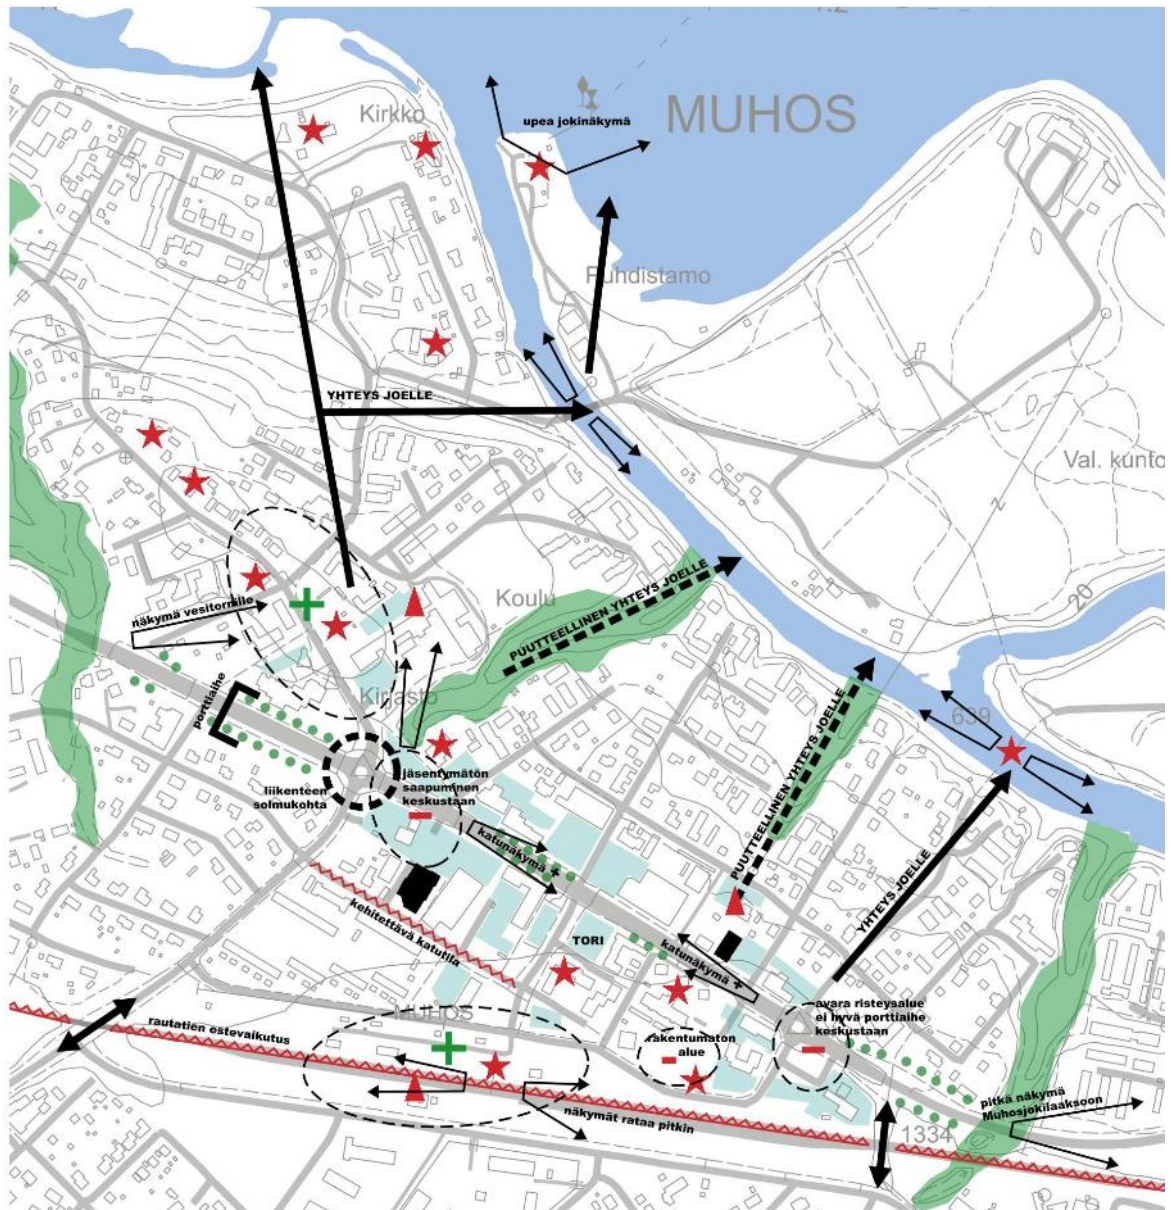 Kirkko
upea jokinäkymä
MUHOS
Puhdistamo
YHTEYS JOELLE
Val. kunto
20
näkymä vesitornille
Koulu
PUUTTEELLINEN YHTEYS JOELLE
porttiaihe
Kirjasto
639
liikenteen
solmukohta
jäsentymätön
saapuminen
keskustaan
katunäkymä +
PUUTTEELLINEN YHTEYS JOELLE
YHTEYS JOELLE
kehitettävä katutila
TORI
katunäkymä +
avara risteysalue
ei hyvä porttiaihe
keskustaan
MUHOS
rautatien ostevaikutus
rakentumaton
alue
näkymät rataa pitkin
pitkä näkymä
Muhosjokilaaksoon
1334